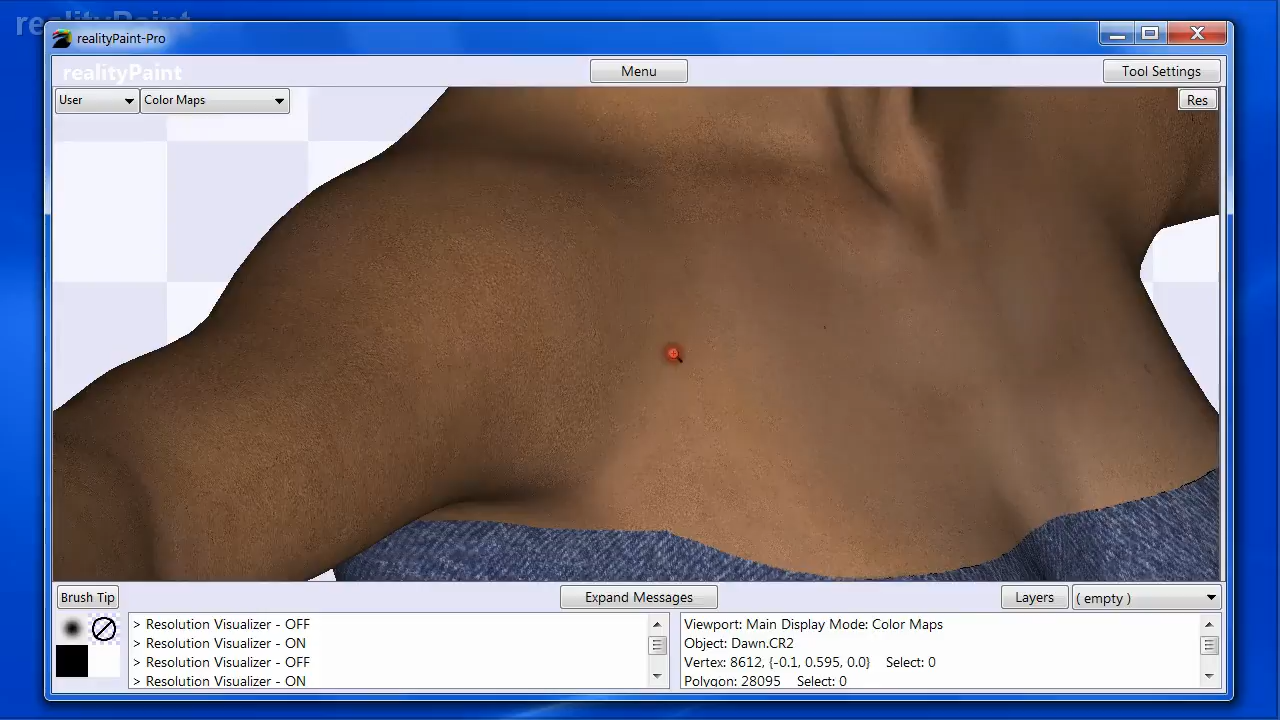 realityPaint
realityPaint-Pro
realityPaint
Menu
Tool Settings
User
Color Maps
Res
Brush Tip
Expand Messages
Layers
( empty )
> Resolution Visualizer - OFF
> Resolution Visualizer - ON
> Resolution Visualizer - OFF
> Resolution Visualizer - ON
Viewport: Main Display Mode: Color Maps
Object: Dawn.CR2
Vertex: 8612, {-0.1, 0.595, 0.0} Select: 0
Polygon: 28095 Select: 0